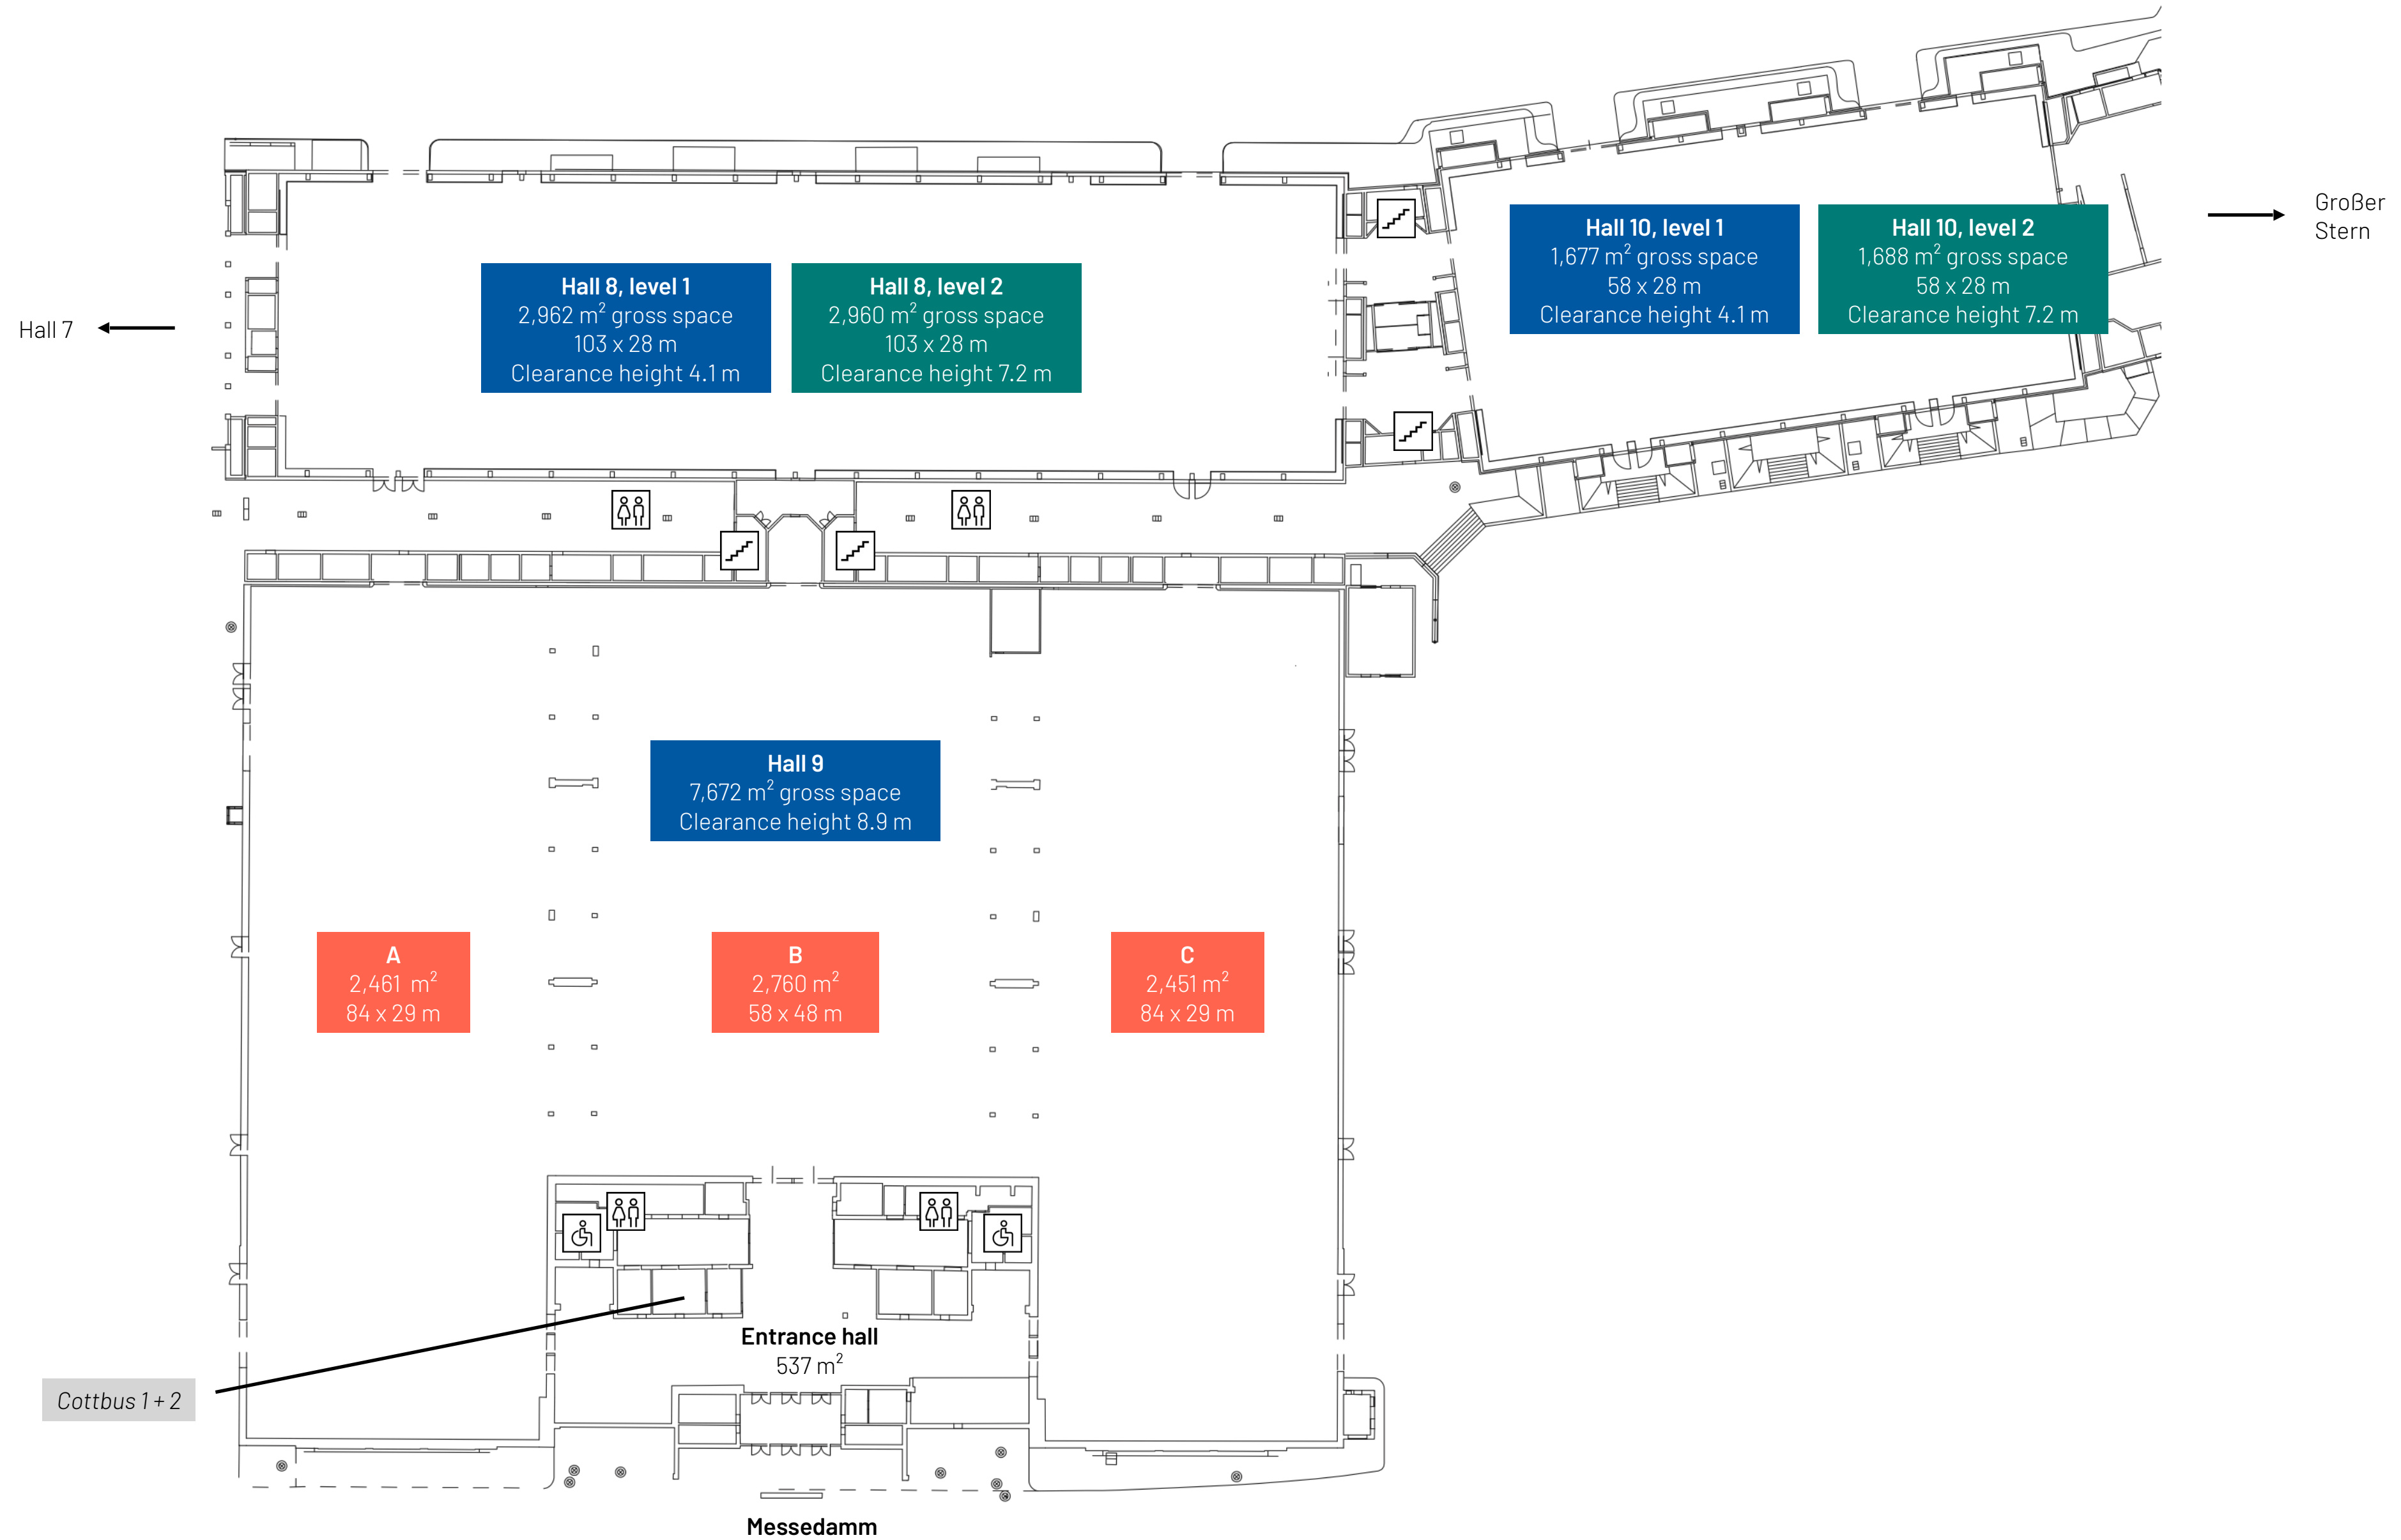 Hall 10, level 1
1,677 m² gross space
58 x 28 m
Clearance height 4.1 m
Hall 10, level 2
1,688 m² gross space
58 x 28 m
Clearance height 7.2 m
Großer
Stern
Hall 7
Hall 8, level 1
2,962 m² gross space
103 x 28 m
Clearance height 4.1 m
Hall 8, level 2
2,960 m² gross space
103 x 28 m
Clearance height 7.2 m
Hall 9
7,672 m² gross space
Clearance height 8.9 m
A
2,461 m²
84 x 29 m
B
2,760 m²
58 x 48 m
C
2,451 m²
84 x 29 m
Entrance hall
537 m²
Cottbus 1 + 2
Messedamm